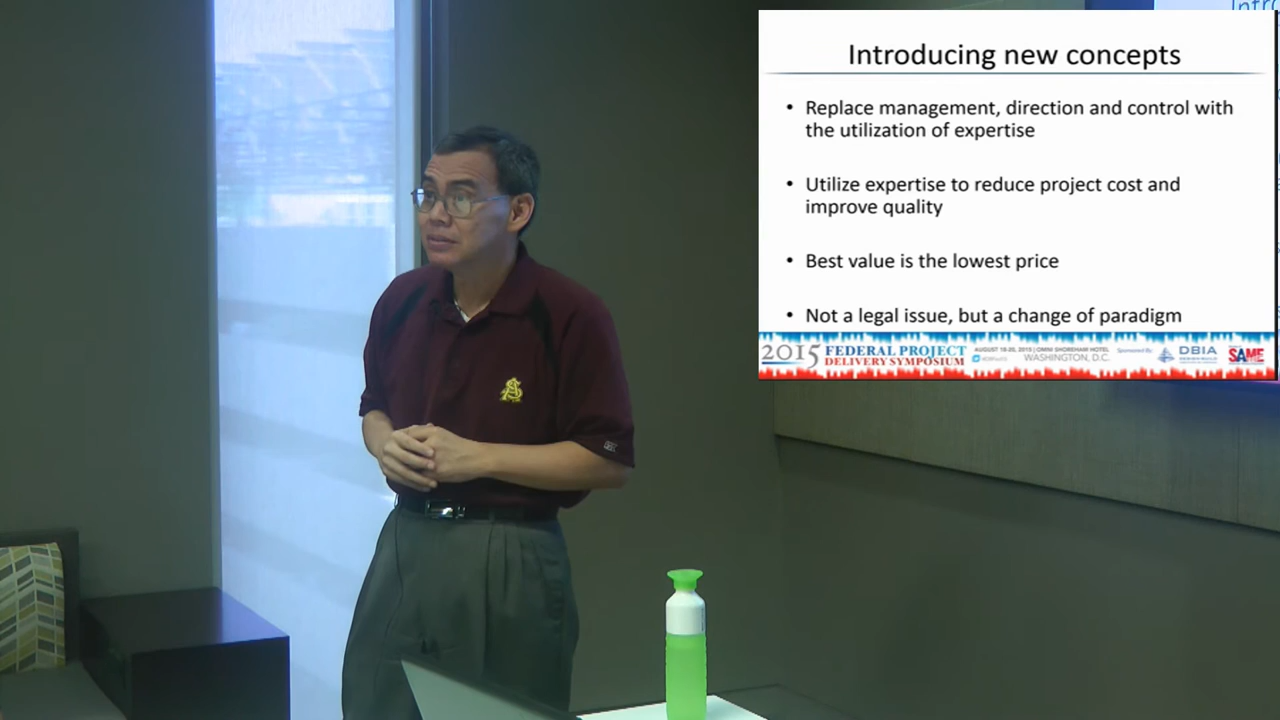 Intro
Introducing new concepts
• Replace management, direction and control with
the utilization of expertise
• Utilize expertise to reduce project cost and
improve quality
• Best value is the lowest price
• Not a legal issue, but a change of paradigm
2015 FEDERAL PROJECT
DELIVERY SYMPOSIUM
AUGUST 18-20, 2015 | OMNI SHOREHAM HOTEL
WASHINGTON, D.C.
Sponsored By:
DBIA
SAME